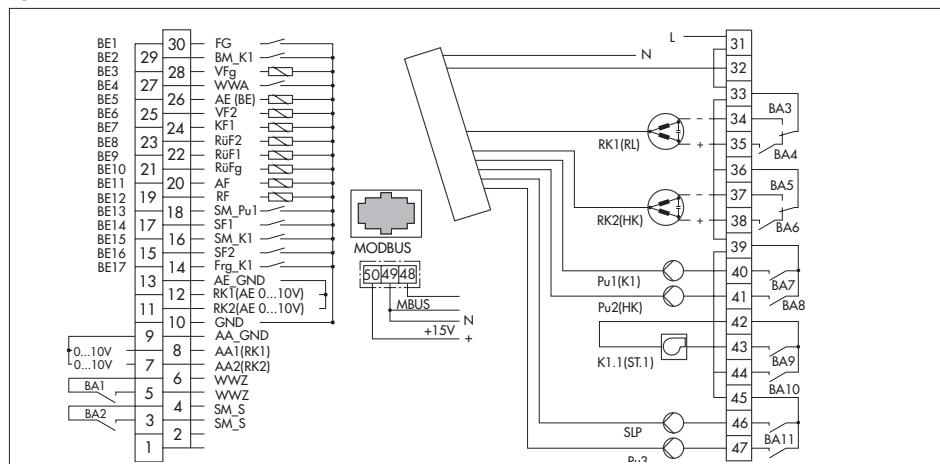 BE1 30 FG
BE2 29 BM_K1
BE3 28 VFg
BE4 27 WWA
BE5 26 AE (BE)
BE6 25 VF2
BE7 24 KF1
BE8 23 RüF2
BE9 22 RüF1
BE10 21 RüFg
BE11 20 AF
BE12 19 RF
BE13 18 SM_Pu1
BE14 17 SF1
BE15 16 SM_K1
BE16 15 SF2
BE17 14 Frg_K1
13 AE_GND
12 RK1(AE 0...10V)
11 RK2(AE 0...10V)
10 GND
9 AA_GND
0...10V 8 AA1(RK1)
0...10V 7 AA2(RK2)
6 WWZ
BA1 5 WWZ
4 SM_S
BA2 3 SM_S
2
1
MODBUS
50 49 48
MBUS
N
+15V +
L 31
N 32
33
34 BA3
RK1(RL) − +
35 BA4
36
37 BA5
RK2(HK) − +
38 BA6
39
Pu1(K1) 40 BA7
Pu2(HK) 41 BA8
42
K1.1(ST.1) 43 BA9
44 BA10
45
SLP 46 BA11
Pu3 47